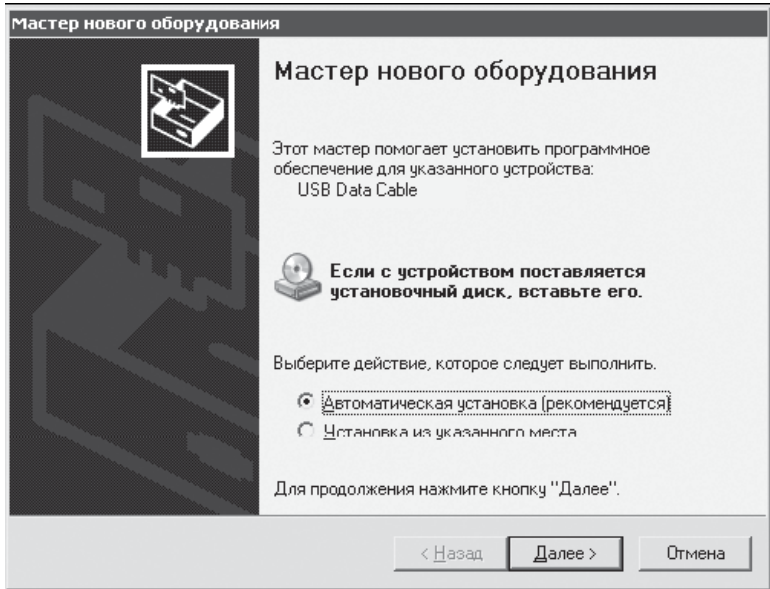 Мастер нового оборудования
Мастер нового оборудования
Этот мастер помогает установить программное
обеспечение для указанного устройства:
USB Data Cable
Если с устройством поставляется
установочный диск, вставьте его.
Выберите действие, которое следует выполнить.
Автоматическая установка (рекомендуется)
Установка из указанного места
Для продолжения нажмите кнопку "Далее".
< Назад Далее > Отмена